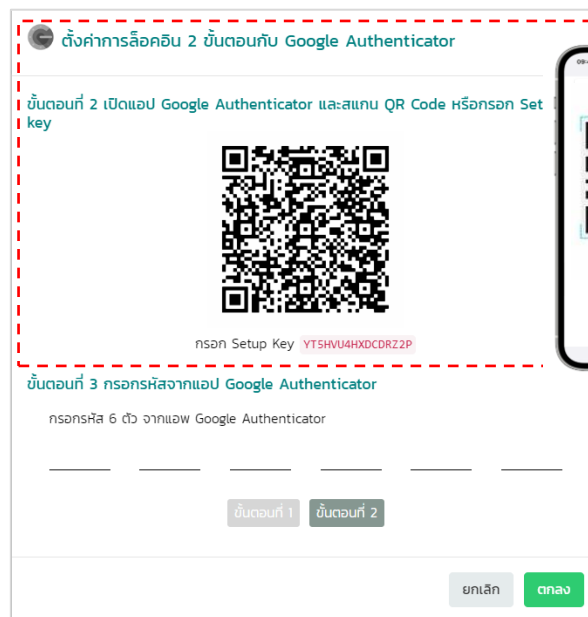 ตั้งค่าการล็อคอิน 2 ขั้นตอนกับ Google Authenticator
ขั้นตอนที่ 2 เปิดแอป Google Authenticator และสแกน QR Code หรือกรอก Set
key
กรอก Setup Key YT5HVU4HXDCDRZ2P
ขั้นตอนที่ 3 กรอกรหัสจากแอป Google Authenticator
กรอกรหัส 6 ตัว จากแอพ Google Authenticator
ขั้นตอนที่ 1 ขั้นตอนที่ 2
ยกเลิก ตกลง